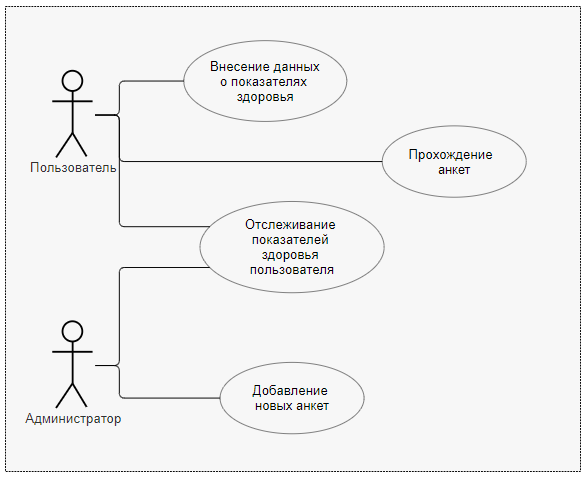 Внесение данных
о показателях
здоровья
Пользователь
Прохождение
анкет
Отслеживание
показателей
здоровья
пользователя
Добавление
новых анкет
Администратор